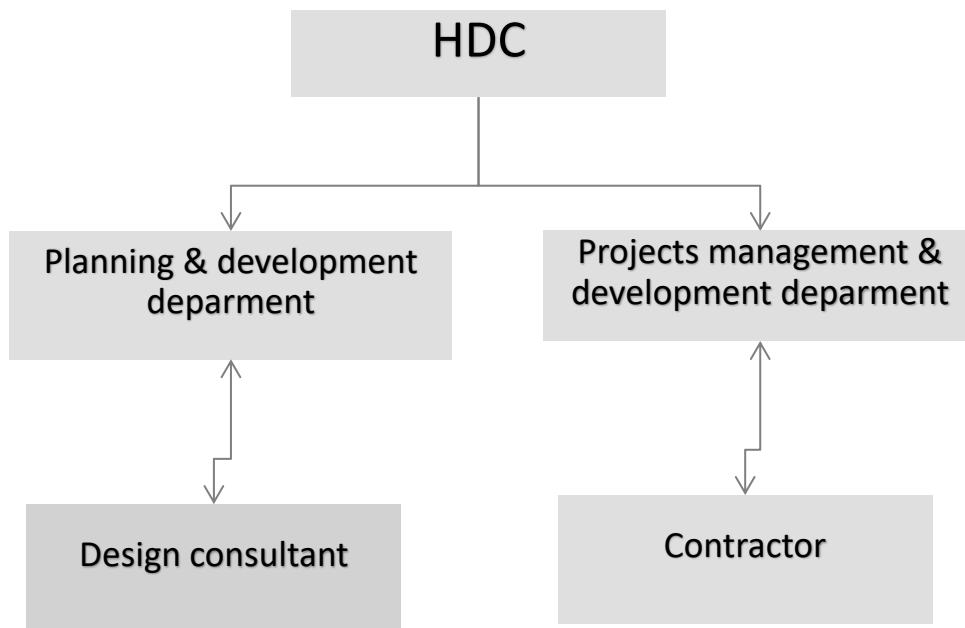 HDC
Planning & development
deparment
Projects management &
development deparment
Design consultant
Contractor